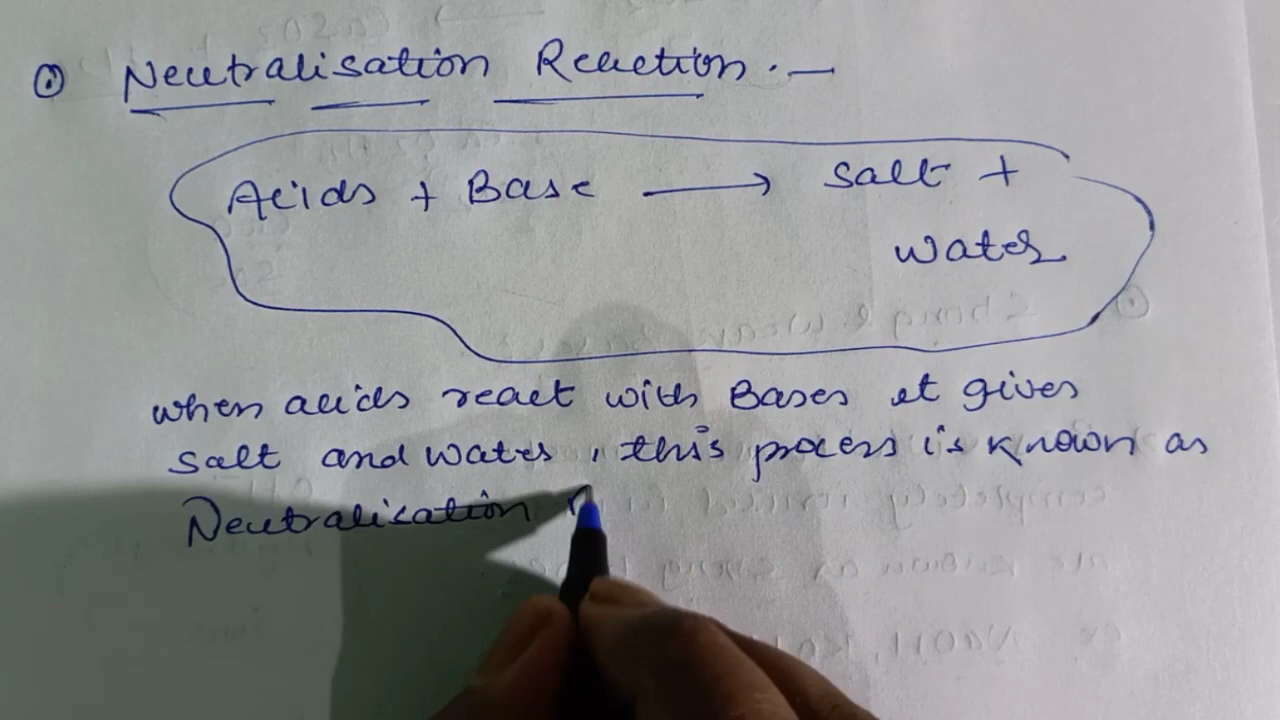 ⊙ Neutralisation Reaction. —
Acids + Base ⟶ Salt +
Water
when acids react with Bases it gives
salt and water, this process is known as
Neutralisation